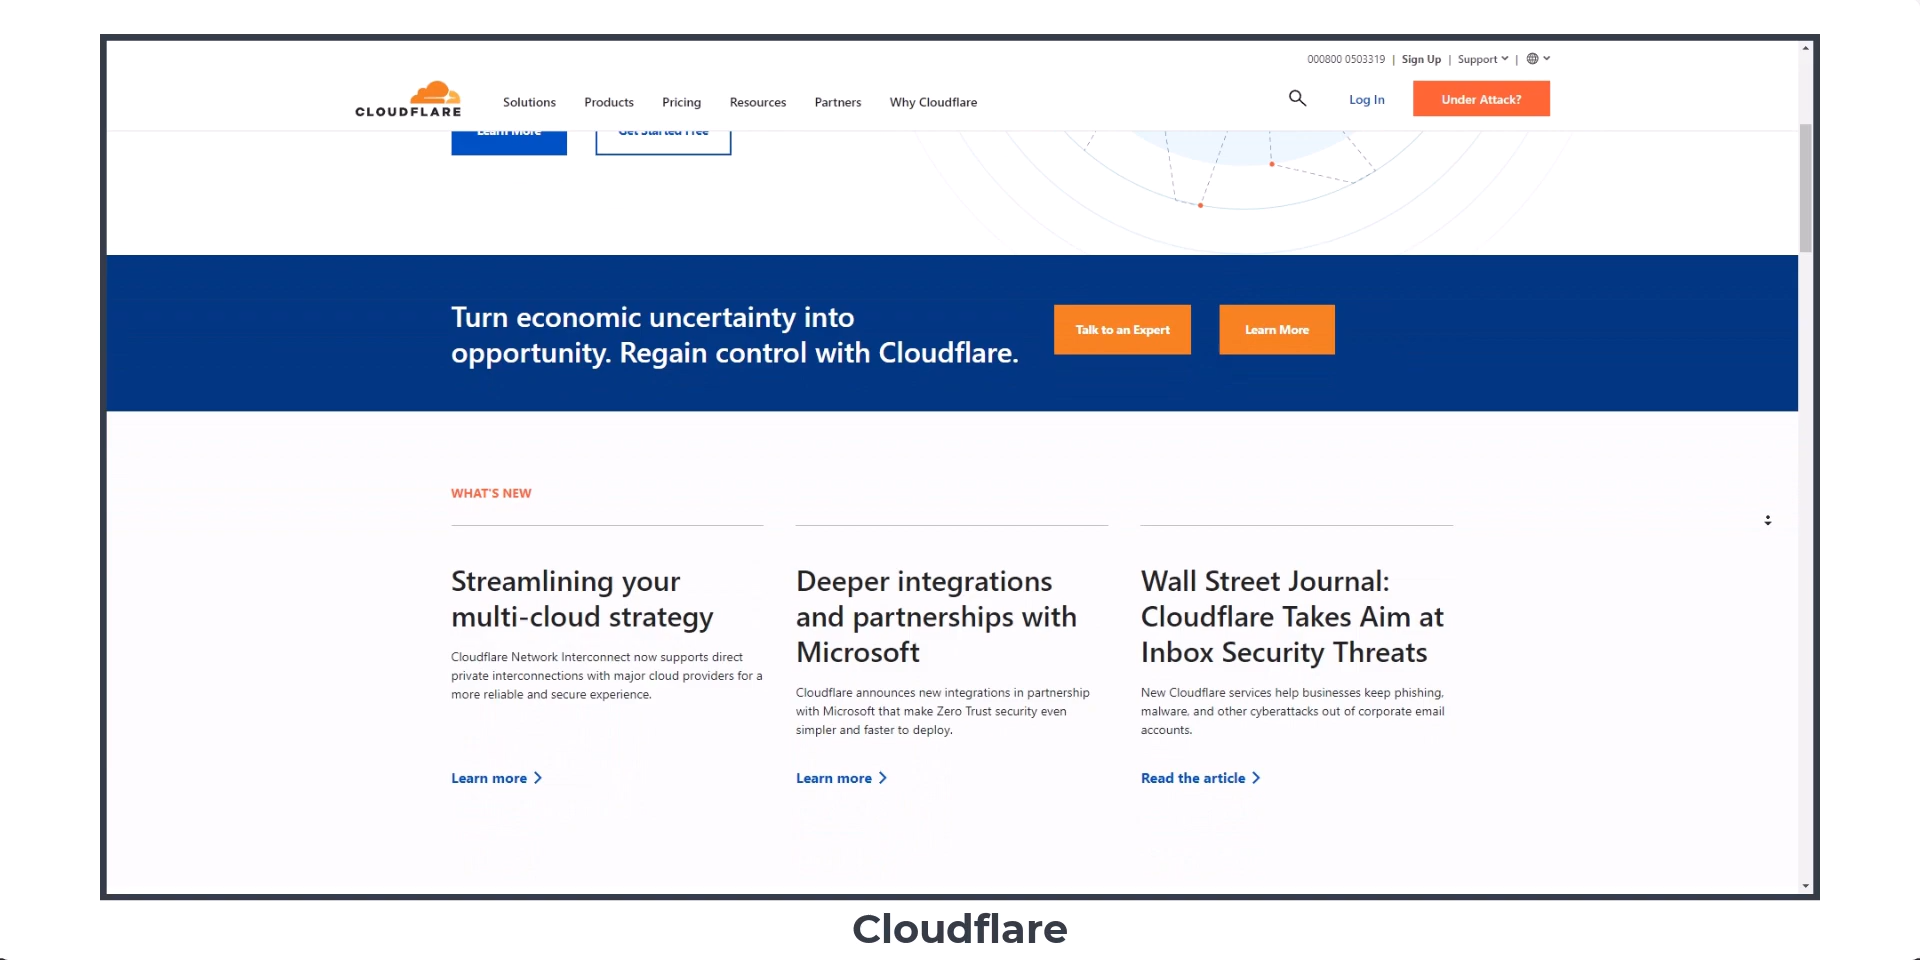 000800 0503319 | Sign Up | Support |
CLOUDFLARE
Solutions Products Pricing Resources Partners Why Cloudflare
Log In
Under Attack?
Learn More
Get Started Free
Turn economic uncertainty into
opportunity. Regain control with Cloudflare.
Talk to an Expert
Learn More
WHAT'S NEW
Streamlining your
multi-cloud strategy
Cloudflare Network Interconnect now supports direct
private interconnections with major cloud providers for a
more reliable and secure experience.
Learn more
Deeper integrations
and partnerships with
Microsoft
Cloudflare announces new integrations in partnership
with Microsoft that make Zero Trust security even
simpler and faster to deploy.
Learn more
Wall Street Journal:
Cloudflare Takes Aim at
Inbox Security Threats
New Cloudflare services help businesses keep phishing,
malware, and other cyberattacks out of corporate email
accounts.
Read the article
Cloudflare